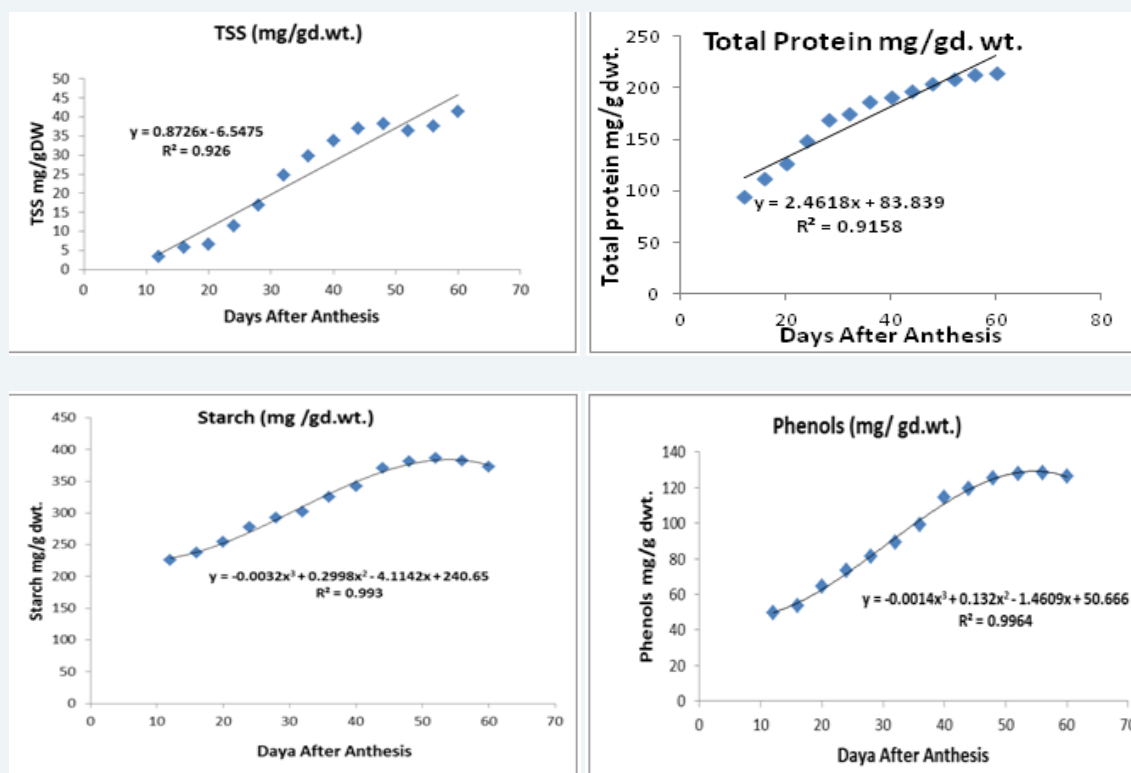 TSS (mg/gd.wt.)
TSS mg/gDW
50
45
40
35
30
25
20
15
10
5
0
y = 0.8726x - 6.5475
R² = 0.926
0 10 20 30 40 50 60 70
Days After Anthesis
Total Protein mg/gd. wt.
Total protein mg/g dwt.
250
200
150
100
50
0
y = 2.4618x + 83.839
R² = 0.9158
0 20 40 60 80
Days After Anthesis
Starch (mg /gd.wt.)
Starch mg/g dwt.
450
400
350
300
250
200
150
100
50
0
y = -0.0032x³ + 0.2998x² - 4.1142x + 240.65
R² = 0.993
0 10 20 30 40 50 60 70
Daya After Anthesis
Phenols (mg/ gd.wt.)
Phenols mg/g dwt.
140
120
100
80
60
40
20
0
y = -0.0014x³ + 0.132x² - 1.4609x + 50.666
R² = 0.9964
0 10 20 30 40 50 60 70
Daya After Anthesis